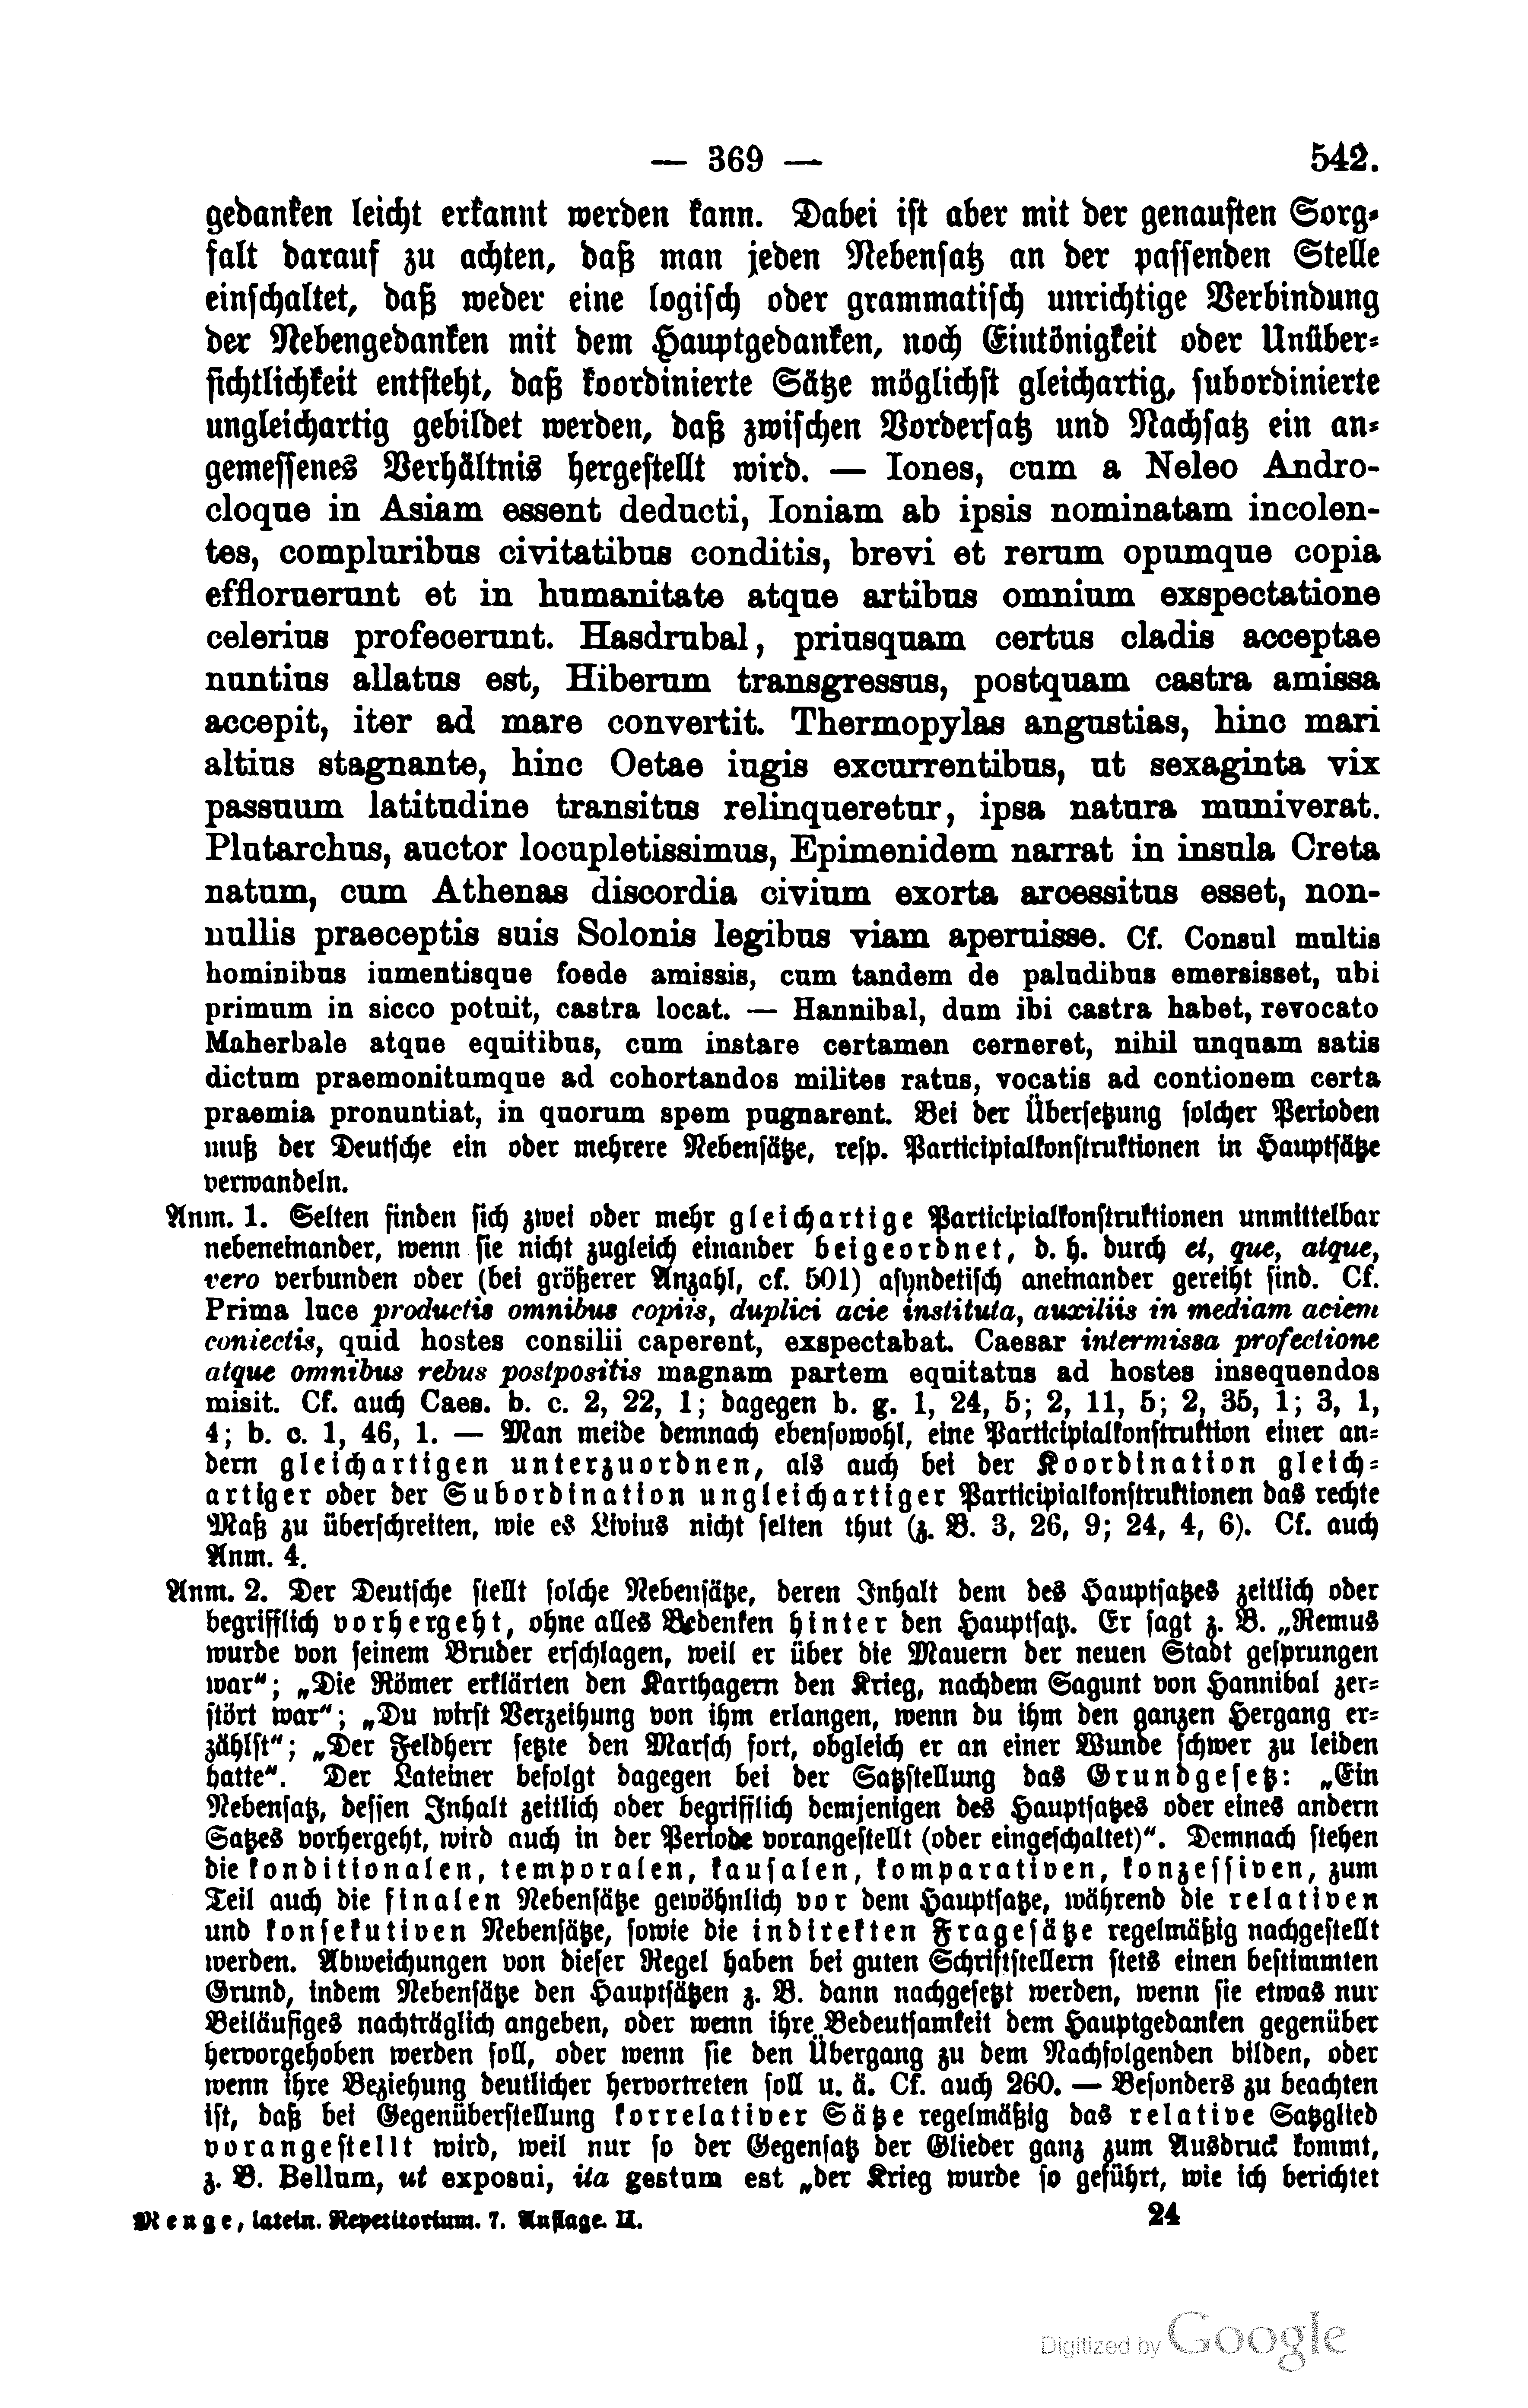 — 369 — 542.
gedanken leicht erkannt werden kann. Dabei ist aber mit der genausten Sorg-
falt darauf zu achten, daß man jeden Nebensatz an der passenden Stelle
einschaltet, daß weder eine logisch oder grammatisch unrichtige Verbindung
der Nebengedanken mit dem Hauptgedanken, noch Eintönigkeit oder Unüber-
sichtlichkeit entsteht, daß koordinierte Sätze möglichst gleichartig, subordinierte
ungleichartig gebildet werden, daß zwischen Vordersatz und Nachsatz ein an-
gemessenes Verhältnis hergestellt wird. — Iones, cum a Neleo Andro-
cloque in Asiam essent deducti, Ioniam ab ipsis nominatam incolen-
tes, compluribus civitatibus conditis, brevi et rerum opumque copia
effloruerunt et in humanitate atque artibus omnium exspectatione
celerius profecerunt. Hasdrubal, priusquam certus cladis acceptae
nuntius allatus est, Hiberum transgressus, postquam castra amissa
accepit, iter ad mare convertit. Thermopylas angustias, hinc mari
altius stagnante, hinc Oetae iugis excurrentibus, ut sexaginta vix
passuum latitudine transitus relinqueretur, ipsa natura muniverat.
Plutarchus, auctor locupletissimus, Epimenidem narrat in insula Creta
natum, cum Athenas discordia civium exorta arcessitus esset, non-
nullis praeceptis suis Solonis legibus viam aperuisse. Cf. Consul multis
hominibus iumentisque foede amissis, cum tandem de paludibus emersisset, ubi
primum in sicco potuit, castra locat. — Hannibal, dum ibi castra habet, revocato
Maherbale atque equitibus, cum instare certamen cerneret, nihil unquam satis
dictum praemonitumque ad cohortandos milites ratus, vocatis ad contionem certa
praemia pronuntiat, in quorum spem pugnarent. Bei der Übersetzung solcher Perioden
muß der Deutsche ein oder mehrere Nebensätze, resp. Participialkonstruktionen in Hauptsätze
verwandeln.
Anm. 1. Selten finden sich zwei oder mehr gleichartige Participialkonstruktionen unmittelbar
nebeneinander, wenn sie nicht zugleich einander beigeordnet, d. h. durch et, que, atque,
vero verbunden oder (bei größerer Anzahl, cf. 501) asyndetisch aneinander gereiht sind. Cf.
Prima luce productis omnibus copiis, duplici acie instituta, auxiliis in mediam aciem
coniectis, quid hostes consilii caperent, exspectabat. Caesar intermissa profectione
atque omnibus rebus postpositis magnam partem equitatus ad hostes insequendos
misit. Cf. auch Caes. b. c. 2, 22, 1; dagegen b. g. 1, 24, 5; 2, 11, 5; 2, 35, 1; 3, 1,
4; b. c. 1, 46, 1. — Man meide demnach ebensowohl, eine Participialkonstruktion einer an-
dern gleichartigen unterzuordnen, als auch bei der Koordination gleich-
artiger oder der Subordination ungleichartiger Participialkonstruktionen das rechte
Maß zu überschreiten, wie es Livius nicht selten thut (z. B. 3, 26, 9; 24, 4, 6). Cf. auch
Anm. 4.
Anm. 2. Der Deutsche stellt solche Nebensätze, deren Inhalt dem des Hauptsatzes zeitlich oder
begrifflich vorhergeht, ohne alles Bedenken hinter den Hauptsatz. Er sagt z. B. „Remus
wurde von seinem Bruder erschlagen, weil er über die Mauern der neuen Stadt gesprungen
war“; „Die Römer erklärten den Karthagern den Krieg, nachdem Sagunt von Hannibal zer-
stört war“; „Du wirst Verzeihung von ihm erlangen, wenn du ihm den ganzen Hergang er-
zählst“; „Der Feldherr setzte den Marsch fort, obgleich er an einer Wunde schwer zu leiden
hatte“. Der Lateiner befolgt dagegen bei der Satzstellung das Grundgesetz: „Ein
Nebensatz, dessen Inhalt zeitlich oder begrifflich demjenigen des Hauptsatzes oder eines andern
Satzes vorhergeht, wird auch in der Periode vorangestellt (oder eingeschaltet)“. Demnach stehen
die konditionalen, temporalen, kausalen, komparativen, konzessiven, zum
Teil auch die finalen Nebensätze gewöhnlich vor dem Hauptsatze, während die relativen
und konsekutiven Nebensätze, sowie die indirekten Fragesätze regelmäßig nachgestellt
werden. Abweichungen von dieser Regel haben bei guten Schriftstellern stets einen bestimmten
Grund, indem Nebensätze den Hauptsätzen z. B. dann nachgesetzt werden, wenn sie etwas nur
Beiläufiges nachträglich angeben, oder wenn ihre Bedeutsamkeit dem Hauptgedanken gegenüber
hervorgehoben werden soll, oder wenn sie den Übergang zu dem Nachfolgenden bilden, oder
wenn ihre Beziehung deutlicher hervortreten soll u. ä. Cf. auch 260. — Besonders zu beachten
ist, daß bei Gegenüberstellung korrelativer Sätze regelmäßig das relative Satzglied
vorangestellt wird, weil nur so der Gegensatz der Glieder ganz zum Ausdruck kommt,
z. B. Bellum, ut exposui, ita gestum est „der Krieg wurde so geführt, wie ich berichtet
Menge, latein. Repetitorium. 7. Auflage. II. 24
Digitized by Google